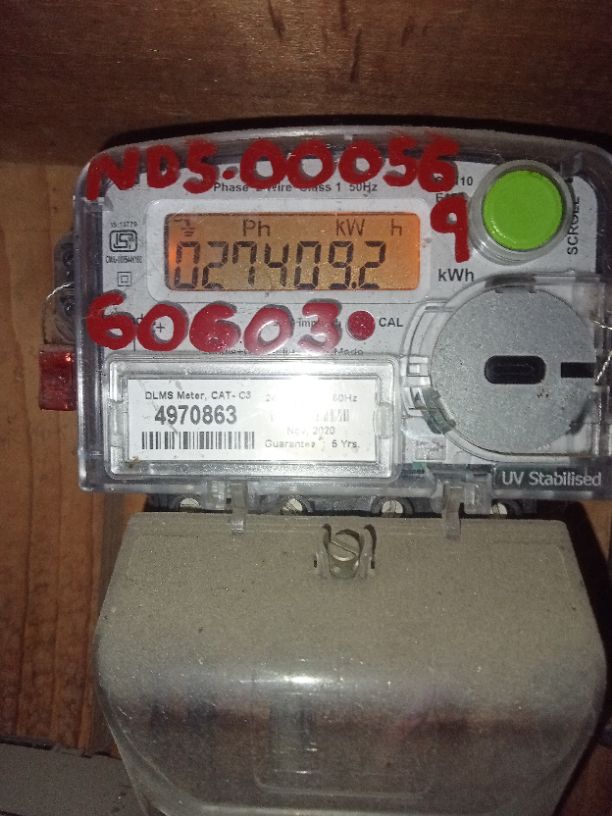 NDS-00056
9
Phase 2 Wire Class 1 50Hz
SCROLL
Ph kW h
027409.2
kWh
60603
CAL
DLMS Meter, CAT- C3
4970863
Nov, 2020
Guarantee 5 Yrs.
UV Stabilised